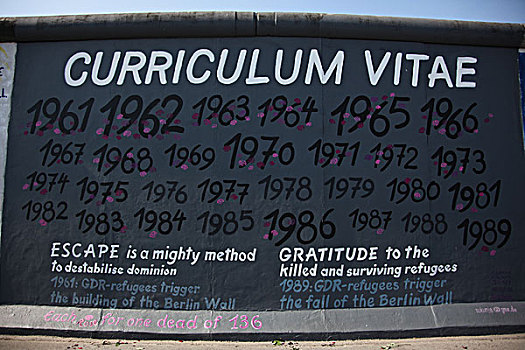 CURRICULUM VITAE
1961 1962 1963 1964 1965 1966
1967 1968 1969 1970 1971 1972 1973
1974 1975 1976 1977 1978 1979 1980 1981
1982 1983 1984 1985 1986 1987 1988 1989
ESCAPE is a mighty method
to destabilise dominion
1961: GDR-refugees trigger
the building of the Berlin Wall
GRATITUDE to the
killed and surviving refugees
1989: GDR-refugees trigger
the fall of the Berlin Wall
each for one dead of 136